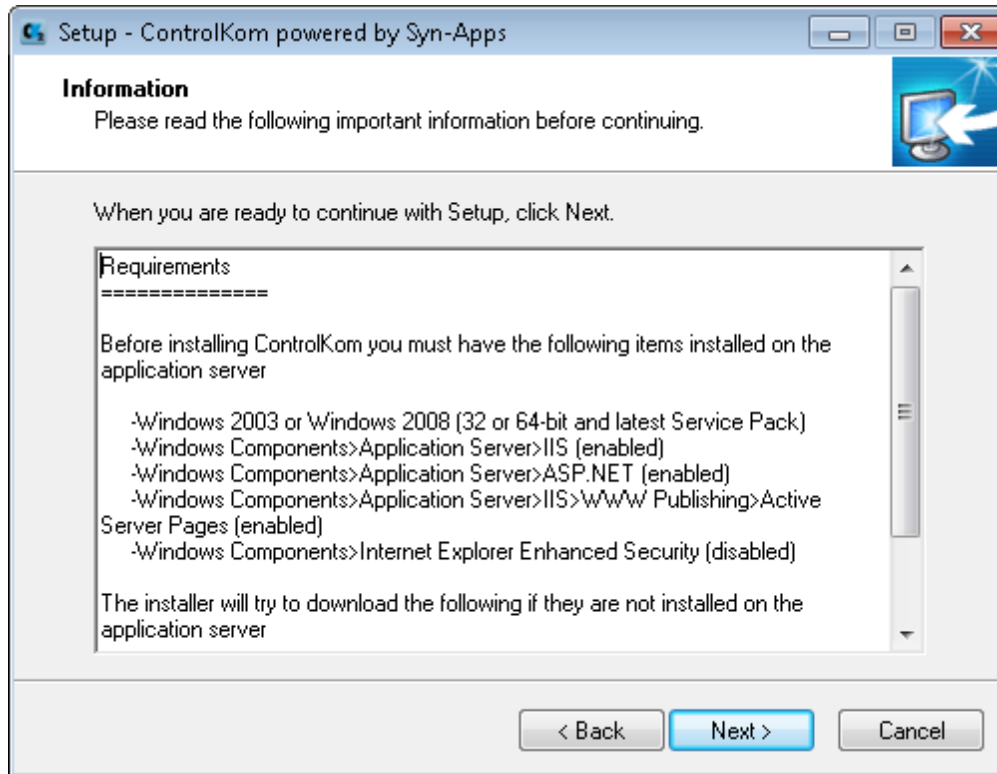 Setup - ControlKom powered by Syn-Apps
Information
Please read the following important information before continuing.
When you are ready to continue with Setup, click Next.
Requirements
==============
Before installing ControlKom you must have the following items installed on the
application server
-Windows 2003 or Windows 2008 (32 or 64-bit and latest Service Pack)
-Windows Components>Application Server>IIS (enabled)
-Windows Components>Application Server>ASP.NET (enabled)
-Windows Components>Application Server>IIS>WWW Publishing>Active
Server Pages (enabled)
-Windows Components>Internet Explorer Enhanced Security (disabled)
The installer will try to download the following if they are not installed on the
application server
< Back
Next >
Cancel